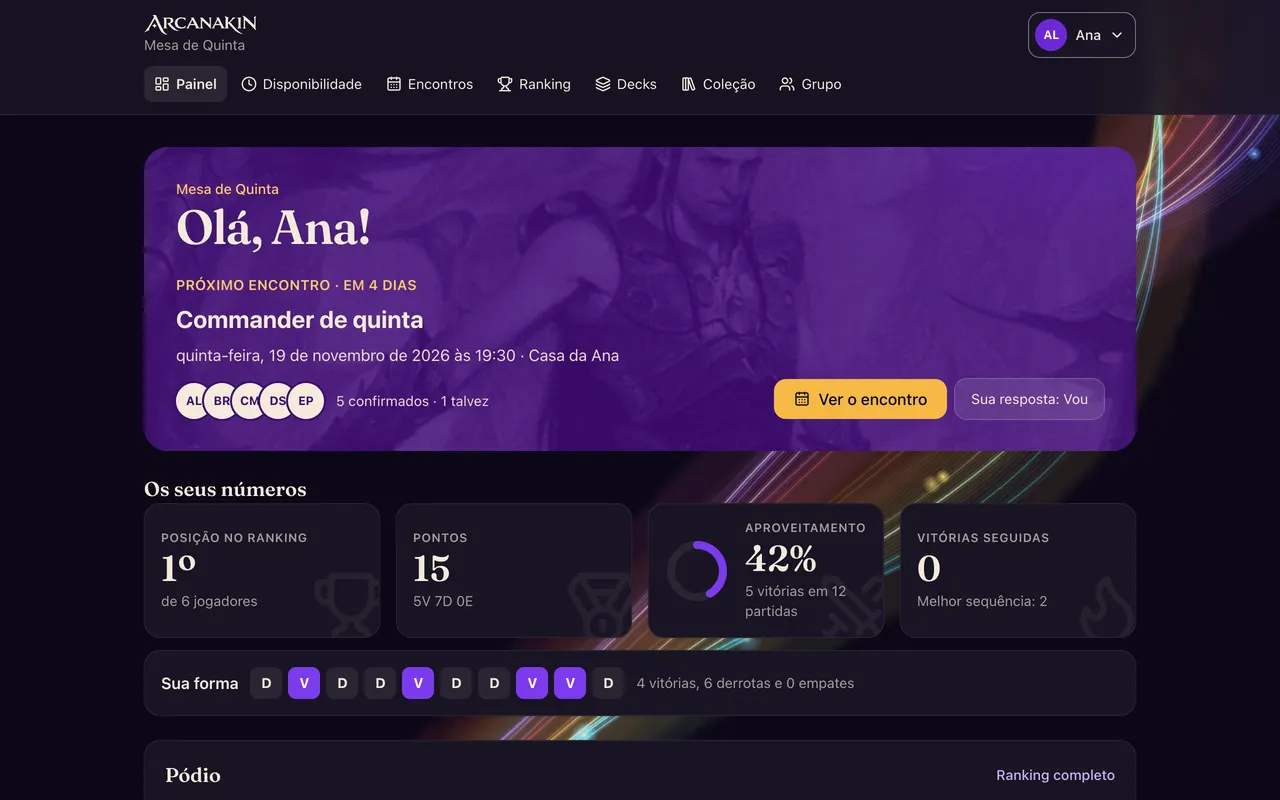 ARCANAKIN
Mesa de Quinta
AL Ana
Painel Disponibilidade Encontros Ranking Decks Coleção Grupo
Mesa de Quinta
Olá, Ana!
PRÓXIMO ENCONTRO · EM 4 DIAS
Commander de quinta
quinta-feira, 19 de novembro de 2026 às 19:30 · Casa da Ana
AL BR CM DS EP 5 confirmados · 1 talvez
Ver o encontro Sua resposta: Vou
Os seus números
POSIÇÃO NO RANKING
1º
de 6 jogadores
PONTOS
15
5V 7D 0E
APROVEITAMENTO
42%
5 vitórias em 12
partidas
VITÓRIAS SEGUIDAS
0
Melhor sequência: 2
Sua forma D V D D V D D V V D 4 vitórias, 6 derrotas e 0 empates
Pódio Ranking completo